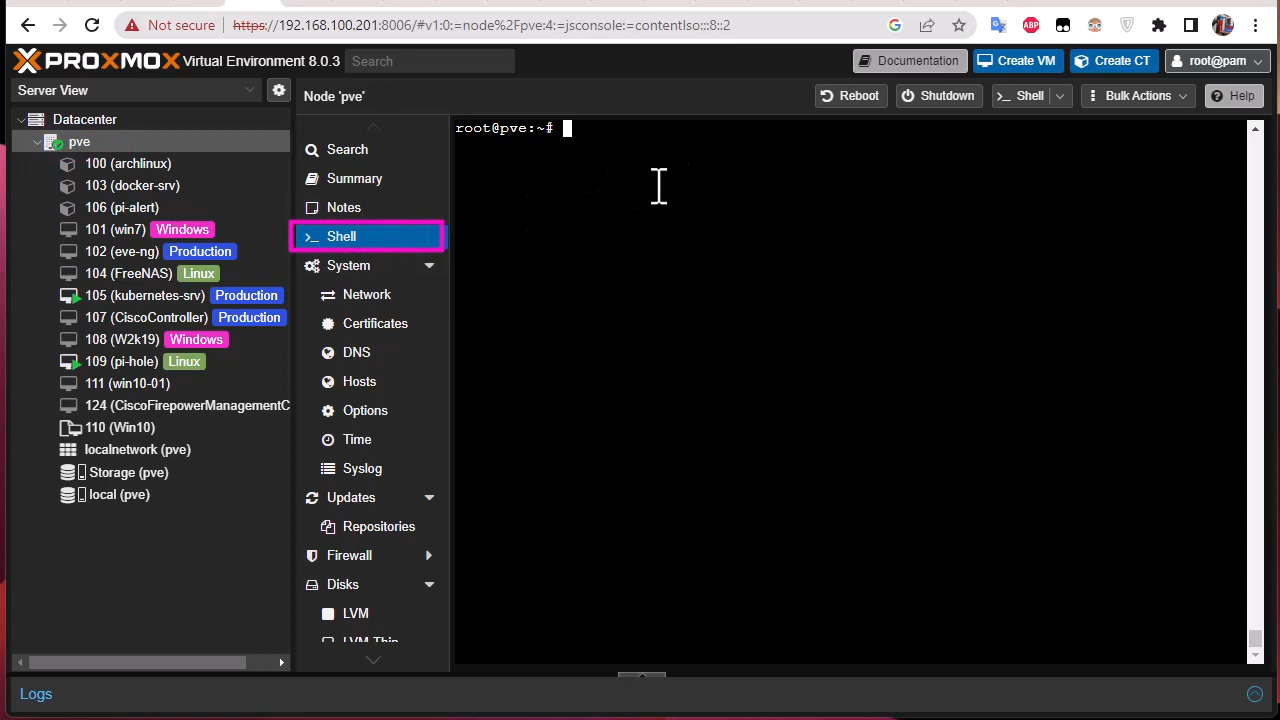 Not secure https://192.168.100.201:8006/#v1:0:=node%2Fpve:4:=jsconsole:=contentIso:::8::2
ABP
PROXMOX Virtual Environment 8.0.3 Search Documentation Create VM Create CT root@pam
Server View
Node 'pve' Reboot Shutdown Shell Bulk Actions Help
Datacenter
pve
100 (archlinux)
103 (docker-srv)
106 (pi-alert)
101 (win7) Windows
102 (eve-ng) Production
104 (FreeNAS) Linux
105 (kubernetes-srv) Production
107 (CiscoController) Production
108 (W2k19) Windows
109 (pi-hole) Linux
111 (win10-01)
124 (CiscoFirepowerManagementC
110 (Win10)
localnetwork (pve)
Storage (pve)
local (pve)
Search
Summary
Notes
>_ Shell
System
Network
Certificates
DNS
Hosts
Options
Time
Syslog
Updates
Repositories
Firewall
Disks
LVM
LVM-Thin
root@pve:~#
Logs